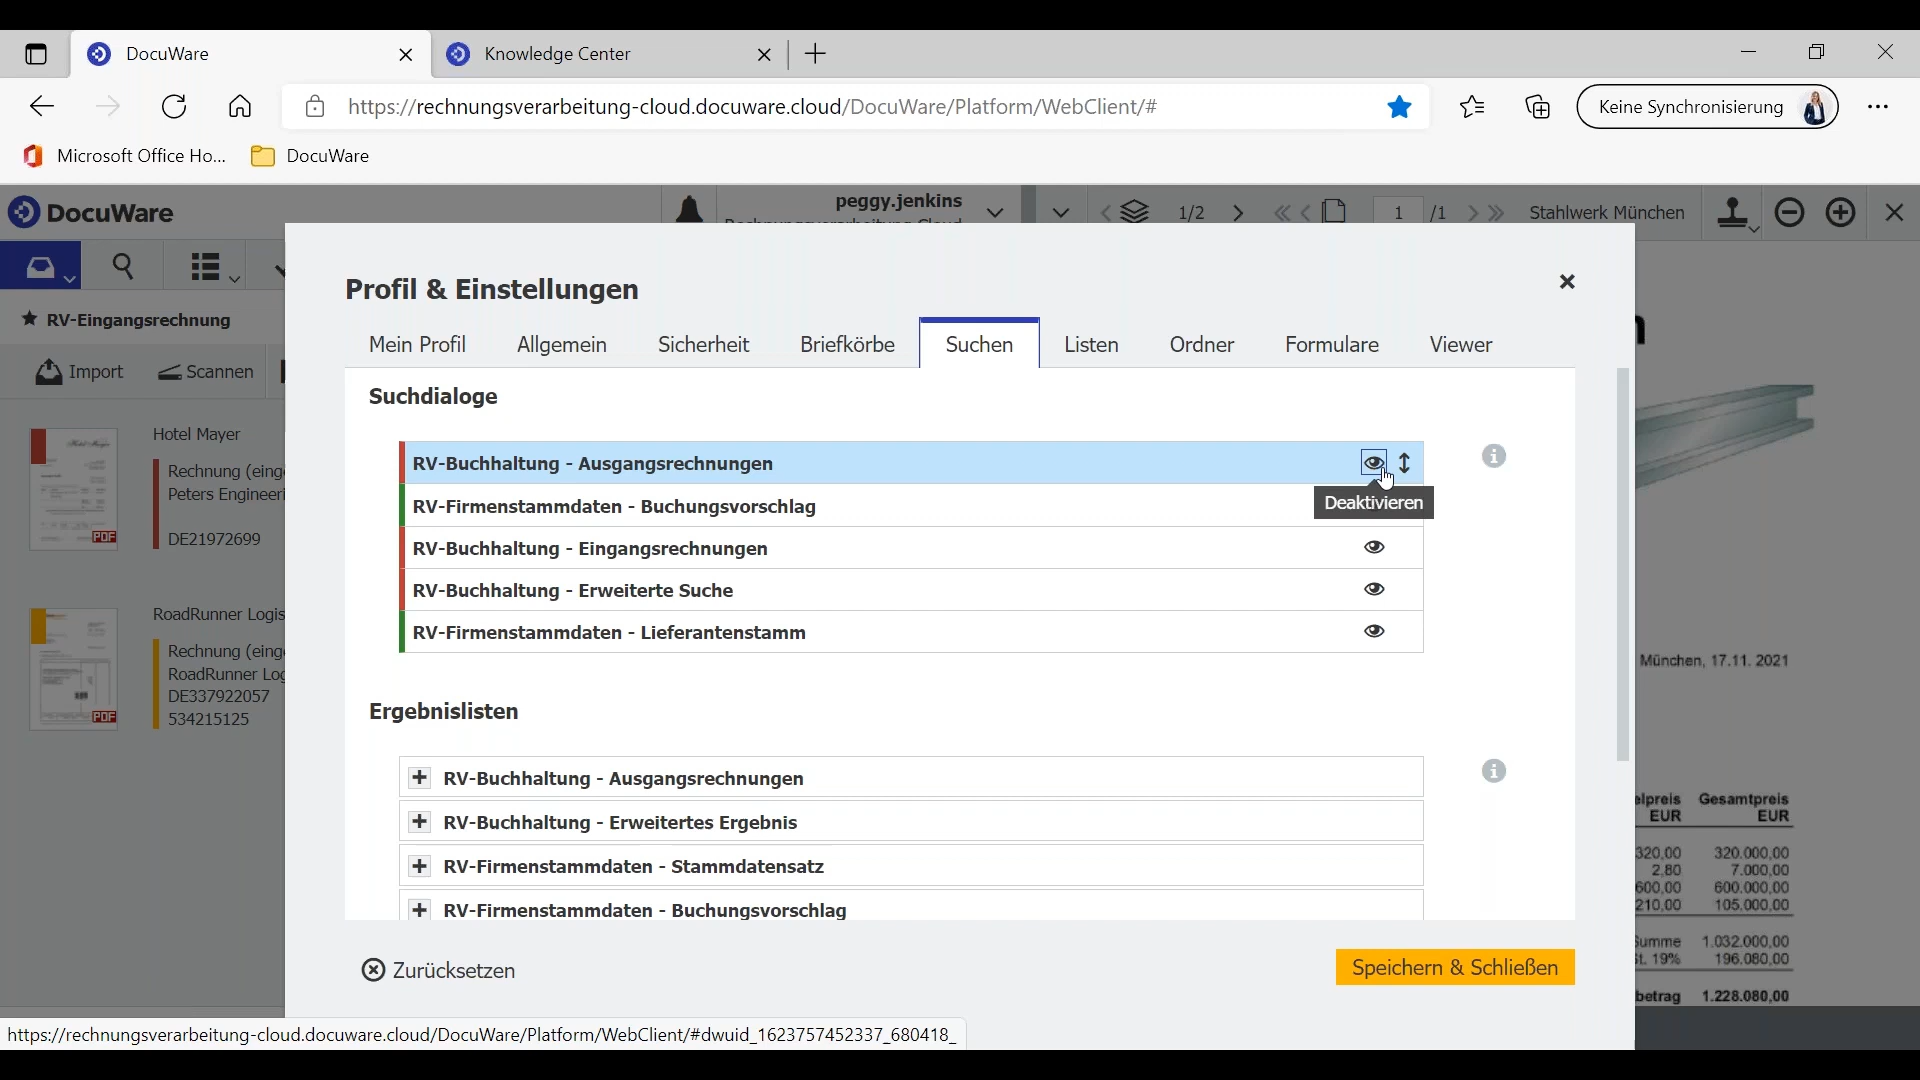 DocuWare
Knowledge Center
https://rechnungsverarbeitung-cloud.docuware.cloud/DocuWare/Platform/WebClient/#
Keine Synchronisierung
Microsoft Office Ho...
DocuWare
DocuWare
peggy.jenkins
1/2
1 /1
Stahlwerk München
RV-Eingangsrechnung
Import
Scannen
Hotel Mayer
Rechnung (eing
Peters Engineeri
DE21972699
PDF
RoadRunner Logis
Rechnung (eing
RoadRunner Log
DE337922057
534215125
PDF
Profil & Einstellungen
Mein Profil
Allgemein
Sicherheit
Briefkörbe
Suchen
Listen
Ordner
Formulare
Viewer
Suchdialoge
RV-Buchhaltung - Ausgangsrechnungen
RV-Firmenstammdaten - Buchungsvorschlag
Deaktivieren
RV-Buchhaltung - Eingangsrechnungen
RV-Buchhaltung - Erweiterte Suche
RV-Firmenstammdaten - Lieferantenstamm
Ergebnislisten
RV-Buchhaltung - Ausgangsrechnungen
RV-Buchhaltung - Erweitertes Ergebnis
RV-Firmenstammdaten - Stammdatensatz
RV-Firmenstammdaten - Buchungsvorschlag
Zurücksetzen
Speichern & Schließen
München, 17.11. 2021
elpreis Gesamtpreis
EUR EUR
320,00 320.000,00
2,80 7.000,00
600,00 600.000,00
210,00 105.000,00
Summe 1.032.000,00
t. 19% 196.080,00
betrag 1.228.080,00
https://rechnungsverarbeitung-cloud.docuware.cloud/DocuWare/Platform/WebClient/#dwuid_1623757452337_680418_